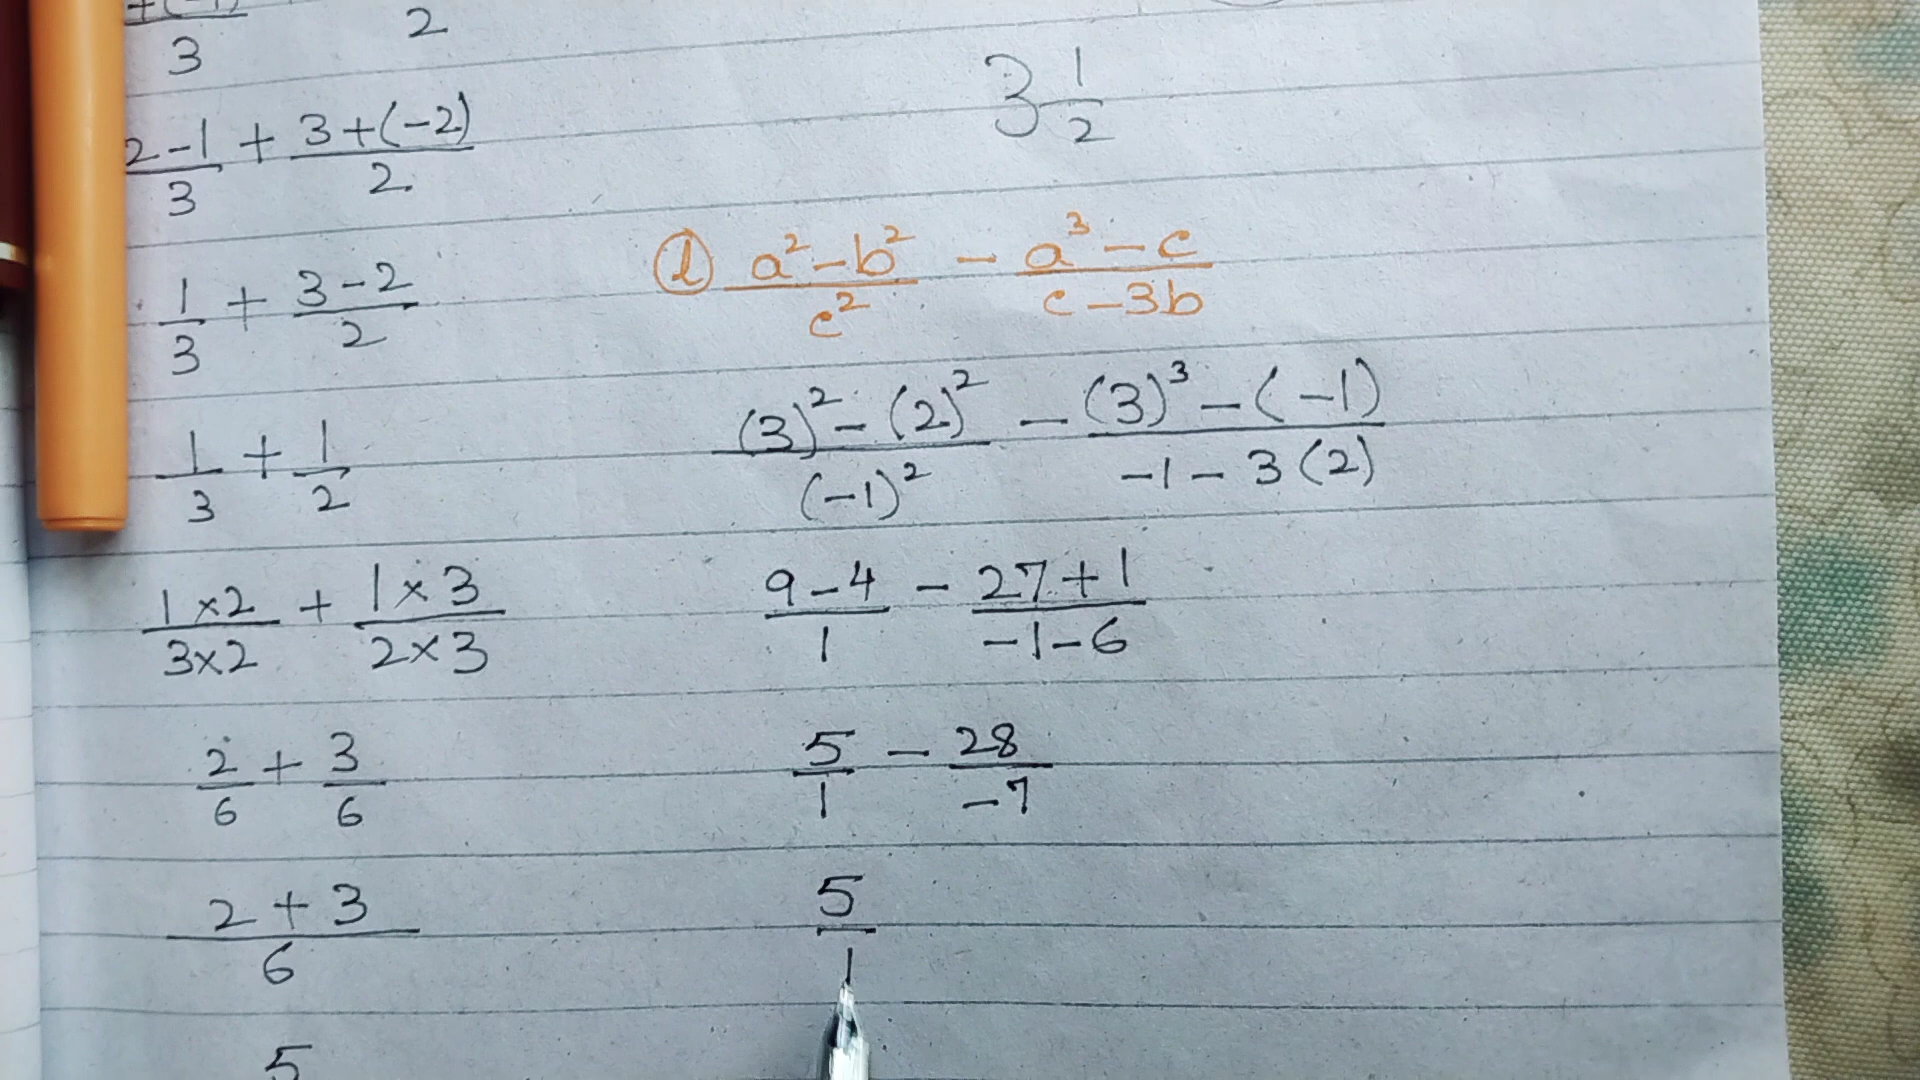 3 2
2-1/3 + 3+(-2)/2
1/3 + 3-2/2
1/3 + 1/2
1×2/3×2 + 1×3/2×3
2/6 + 3/6
2+3/6
5
3 1/2
(d) a²-b²/c² - a³-c/c-3b
(3)²-(2)²/(-1)² - (3)³-(-1)/-1-3(2)
9-4/1 - 27+1/-1-6
5/1 - 28/-7
5/1